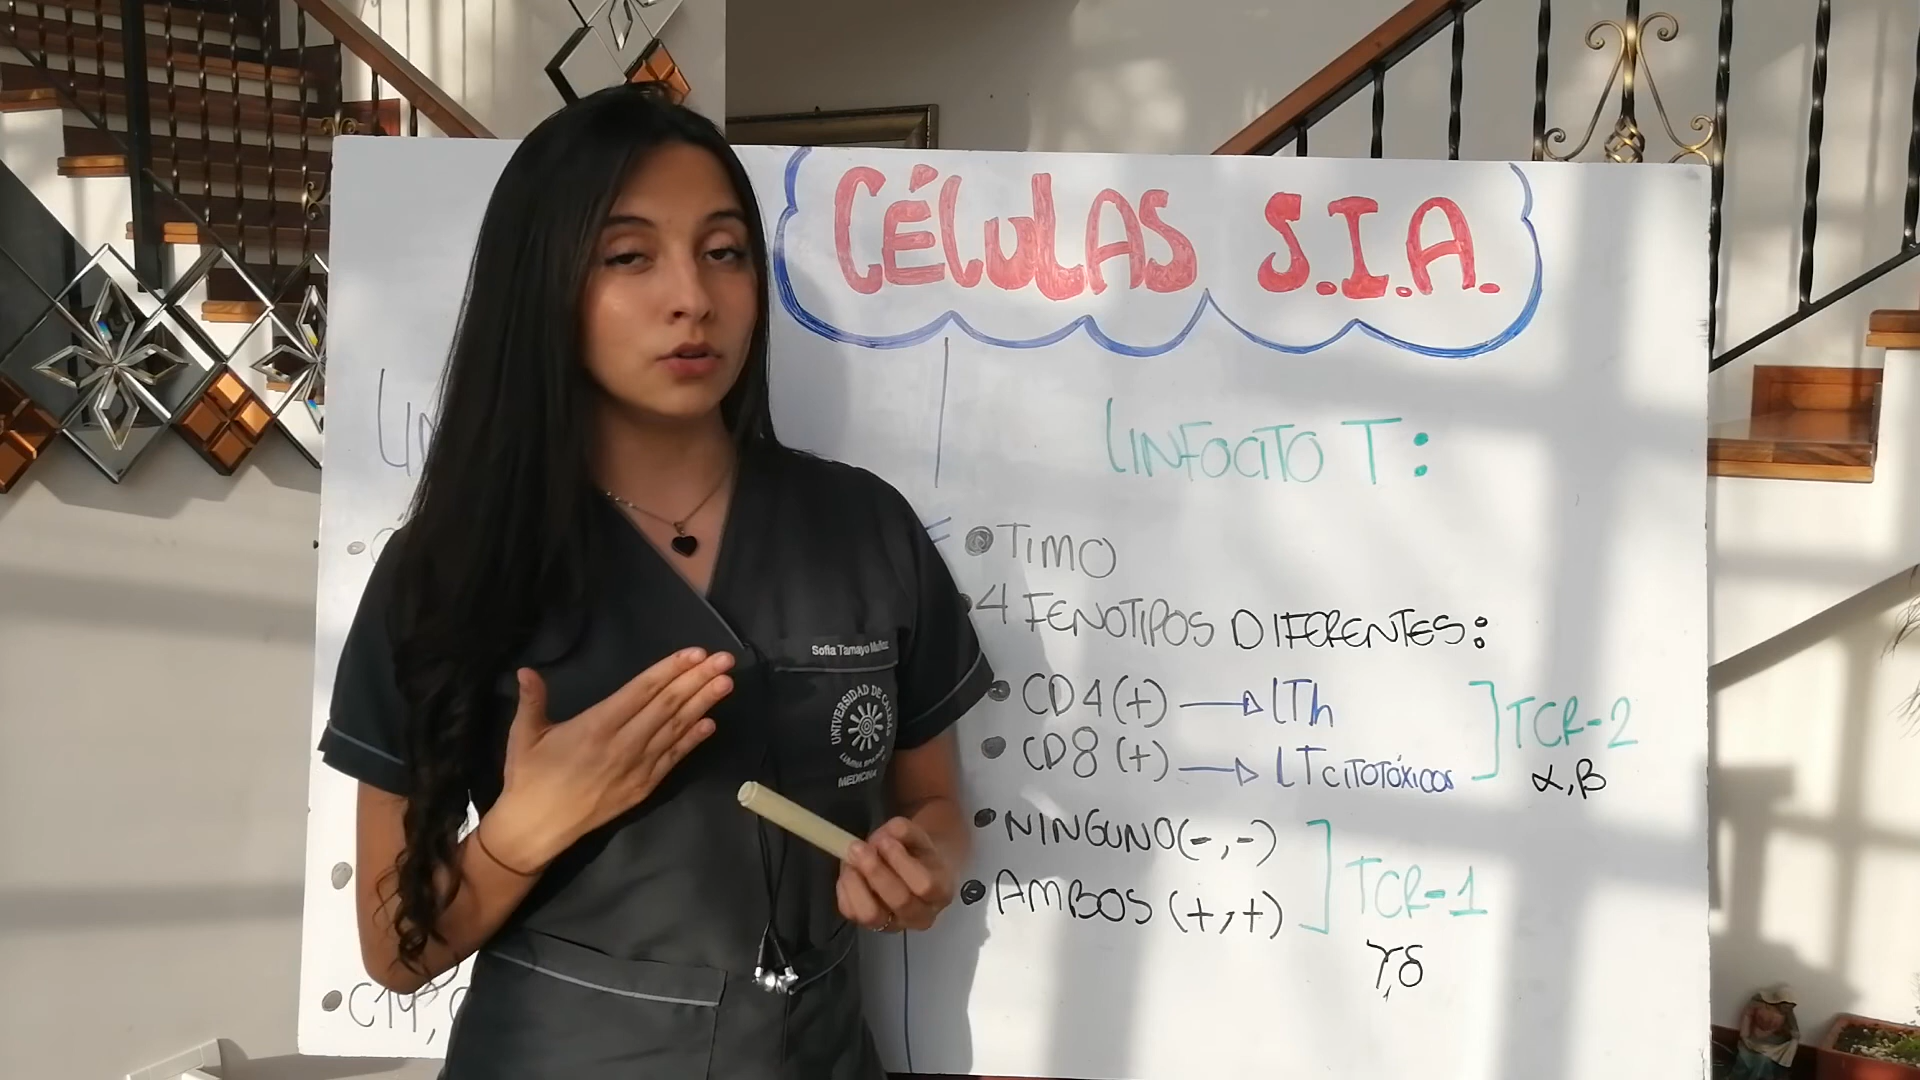 CÉLULAS S.I.A.
LINFOCITO T:
TIMO
4 FENOTIPOS DIFERENTES:
CD4(+) → LTh
CD8(+) → LT CITOTÓXICOS
] TCR-2
α,β
NINGUNO(-,-)
AMBOS (+,+)
] TCR-1
γ,δ
Sofia Tamayo Muñoz
UNIVERSIDAD DE CALDAS
MEDICINA